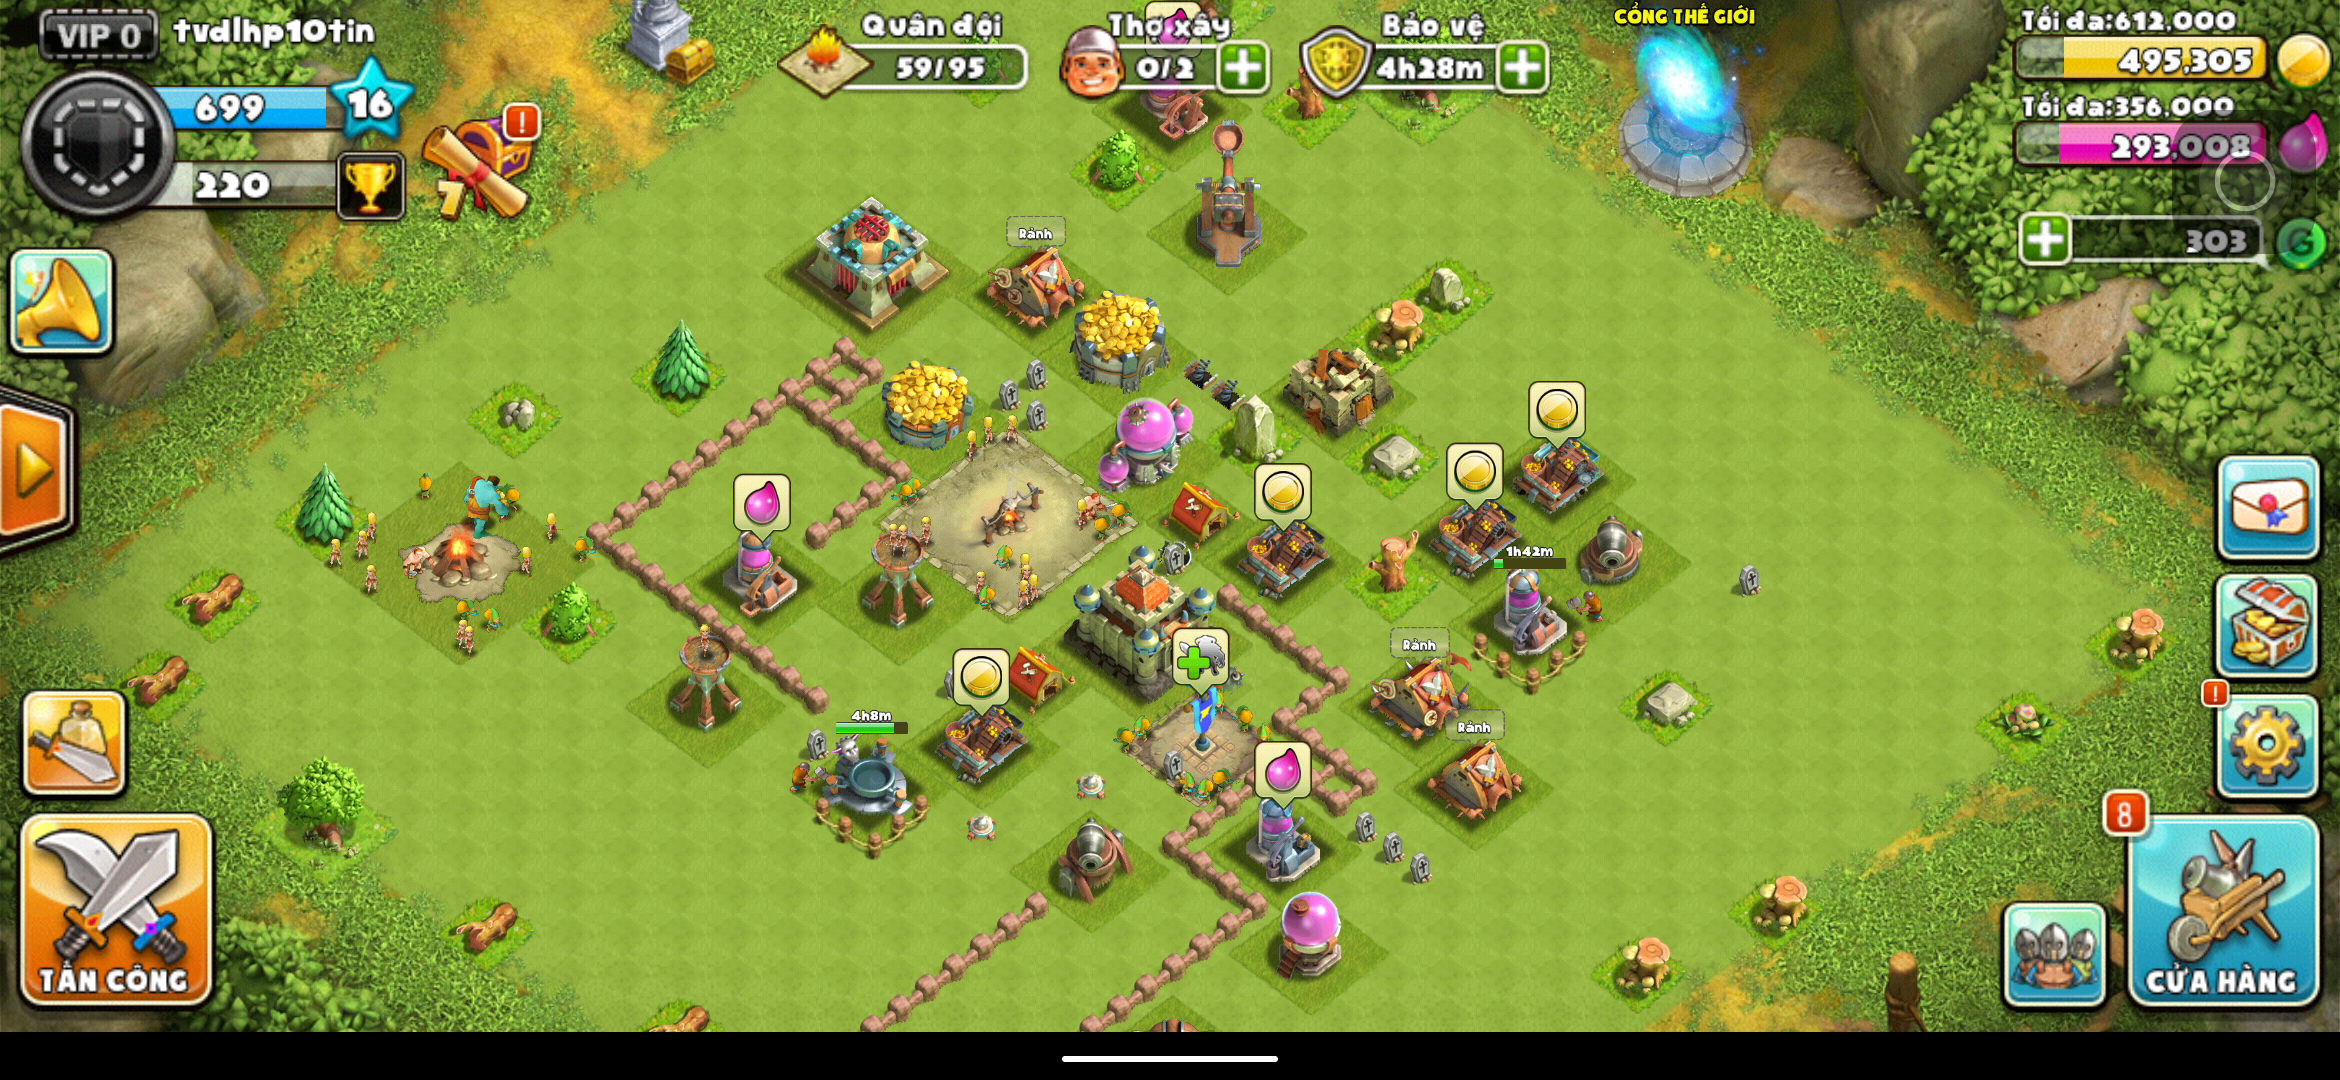 VIP 0
tvdlhp10tin
699
16
220
7
!
Quân đội
59/95
Thợ xây
0/2
Bảo vệ
4h28m
CỔNG THẾ GIỚI
Tối đa:612,000
495,305
Tối đa:356,000
293,008
303
G
Rảnh
1h42m
Rảnh
Rảnh
4h8m
!
8
TẤN CÔNG
CỬA HÀNG